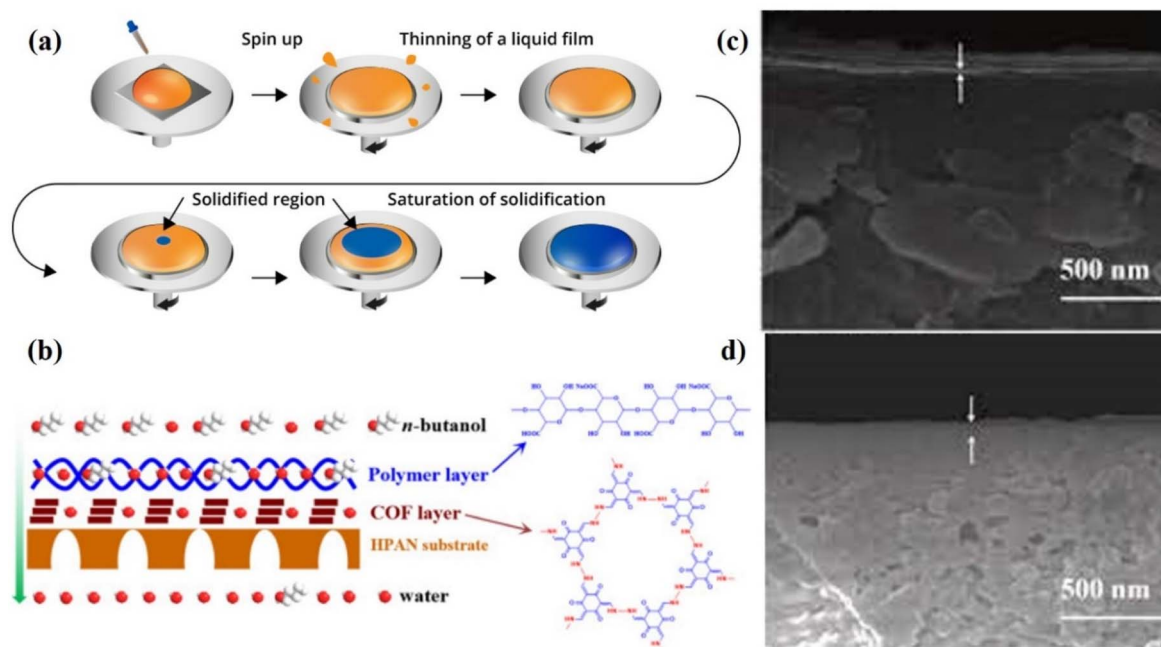 (a)
Spin up
Thinning of a liquid film
Solidified region
Saturation of solidification
(b)
n-butanol
Polymer layer
COF layer
HPAN substrate
water
(c)
500 nm
d)
500 nm